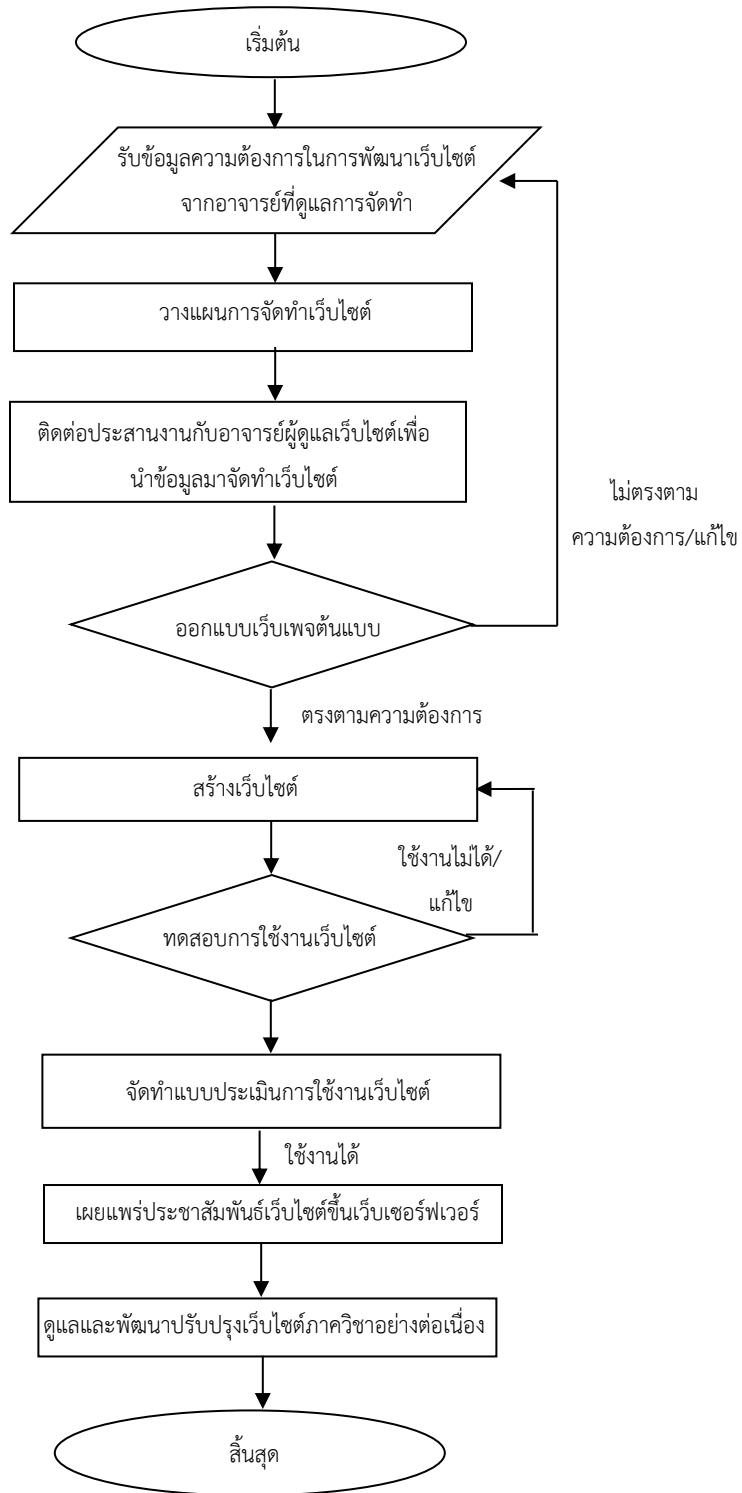 เริ่มต้น
รับข้อมูลความต้องการในการพัฒนาเว็บไซต์
จากอาจารย์ที่ดูแลการจัดทำ
วางแผนการจัดทำเว็บไซต์
ติดต่อประสานงานกับอาจารย์ผู้ดูแลเว็บไซต์เพื่อ
นำข้อมูลมาจัดทำเว็บไซต์
ไม่ตรงตาม
ความต้องการ/แก้ไข
ออกแบบเว็บเพจต้นแบบ
ตรงตามความต้องการ
สร้างเว็บไซต์
ใช้งานไม่ได้/
แก้ไข
ทดสอบการใช้งานเว็บไซต์
จัดทำแบบประเมินการใช้งานเว็บไซต์
ใช้งานได้
เผยแพร่ประชาสัมพันธ์เว็บไซต์ขึ้นเว็บเซอร์ฟเวอร์
ดูแลและพัฒนาปรับปรุงเว็บไซต์ภาควิชาอย่างต่อเนื่อง
สิ้นสุด